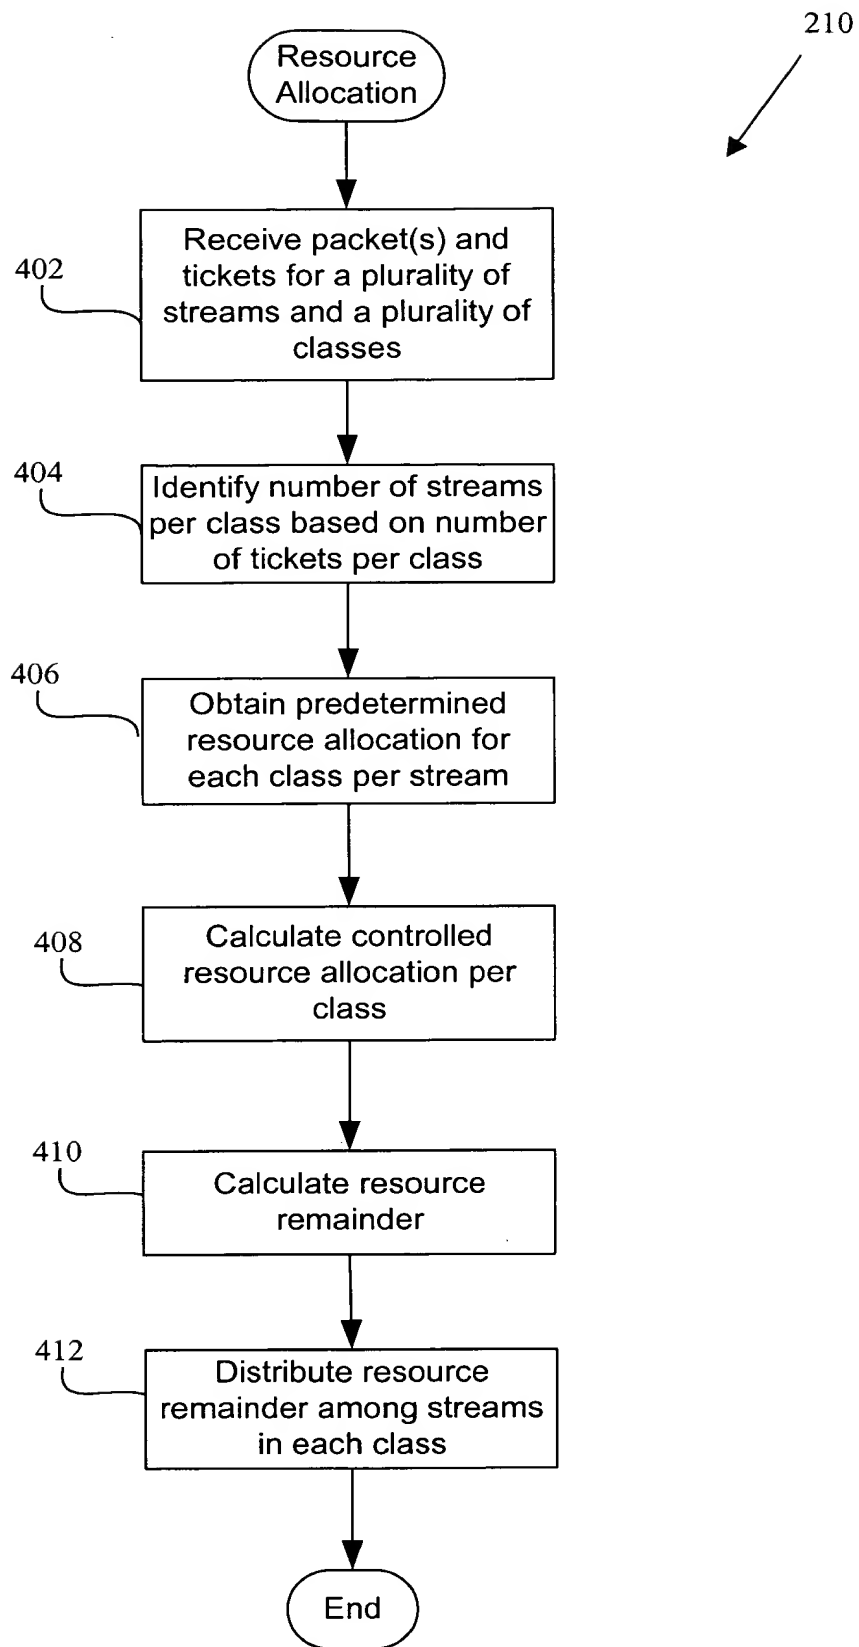 210
Resource
Allocation
402
Receive packet(s) and
tickets for a plurality of
streams and a plurality of
classes
404
Identify number of streams
per class based on number
of tickets per class
406
Obtain predetermined
resource allocation for
each class per stream
408
Calculate controlled
resource allocation per
class
410
Calculate resource
remainder
412
Distribute resource
remainder among streams
in each class
End